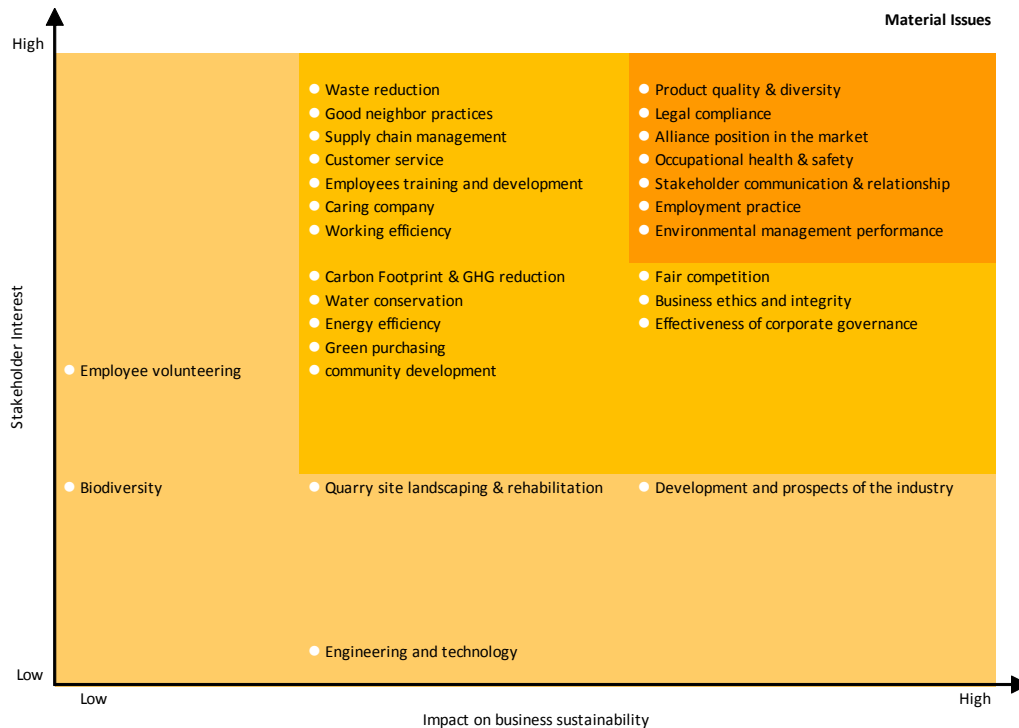 Material Issues
High
Waste reduction
Good neighbor practices
Supply chain management
Customer service
Employees training and development
Caring company
Working efficiency
Product quality & diversity
Legal compliance
Alliance position in the market
Occupational health & safety
Stakeholder communication & relationship
Employment practice
Environmental management performance
Carbon Footprint & GHG reduction
Water conservation
Energy efficiency
Green purchasing
community development
Fair competition
Business ethics and integrity
Effectiveness of corporate governance
Stakeholder Interest
Employee volunteering
Biodiversity
Quarry site landscaping & rehabilitation
Development and prospects of the industry
Engineering and technology
Low
Low
High
Impact on business sustainability